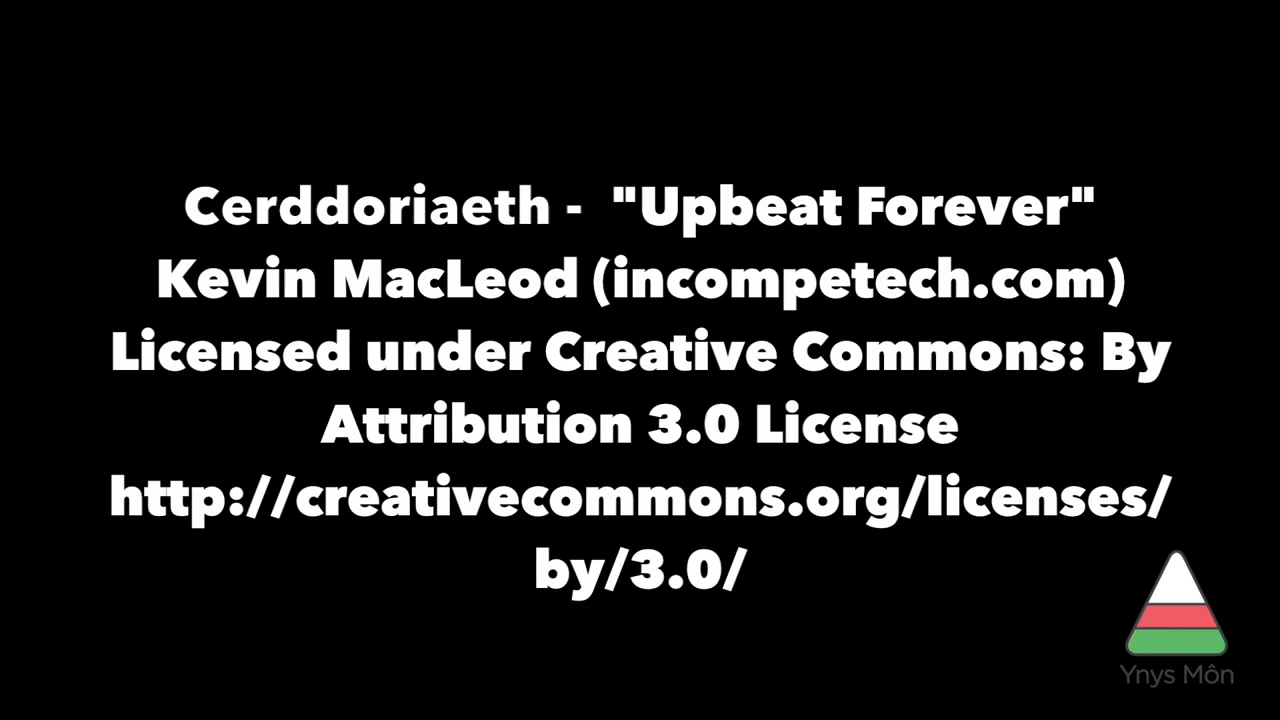 Cerddoriaeth - "Upbeat Forever"
Kevin MacLeod (incompetech.com)
Licensed under Creative Commons: By
Attribution 3.0 License
http://creativecommons.org/licenses/
by/3.0/
Ynys Môn